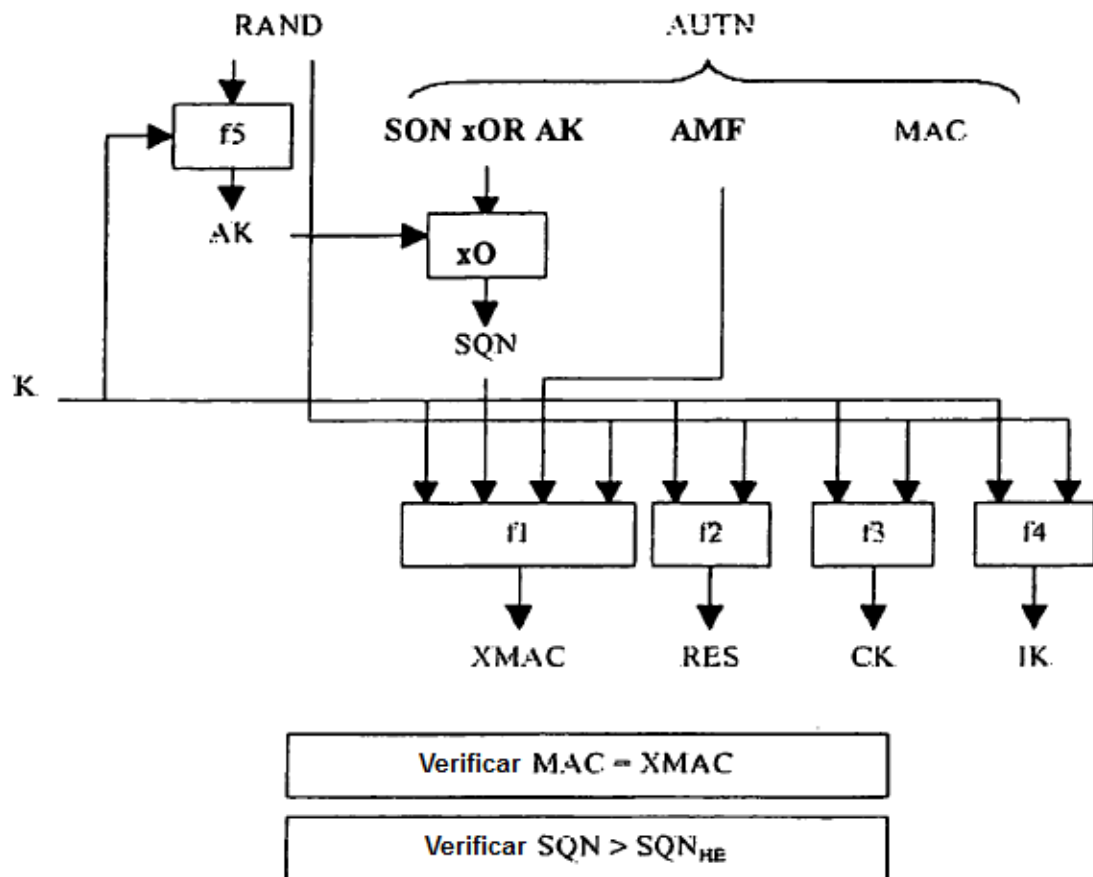 RAND
AUTN
f5
SON xOR AK
AMF
MAC
AK
xO
SQN
K
f1
f2
f3
f4
XMAC
RES
CK
IK
Verificar MAC = XMAC
Verificar SQN > SQNHE